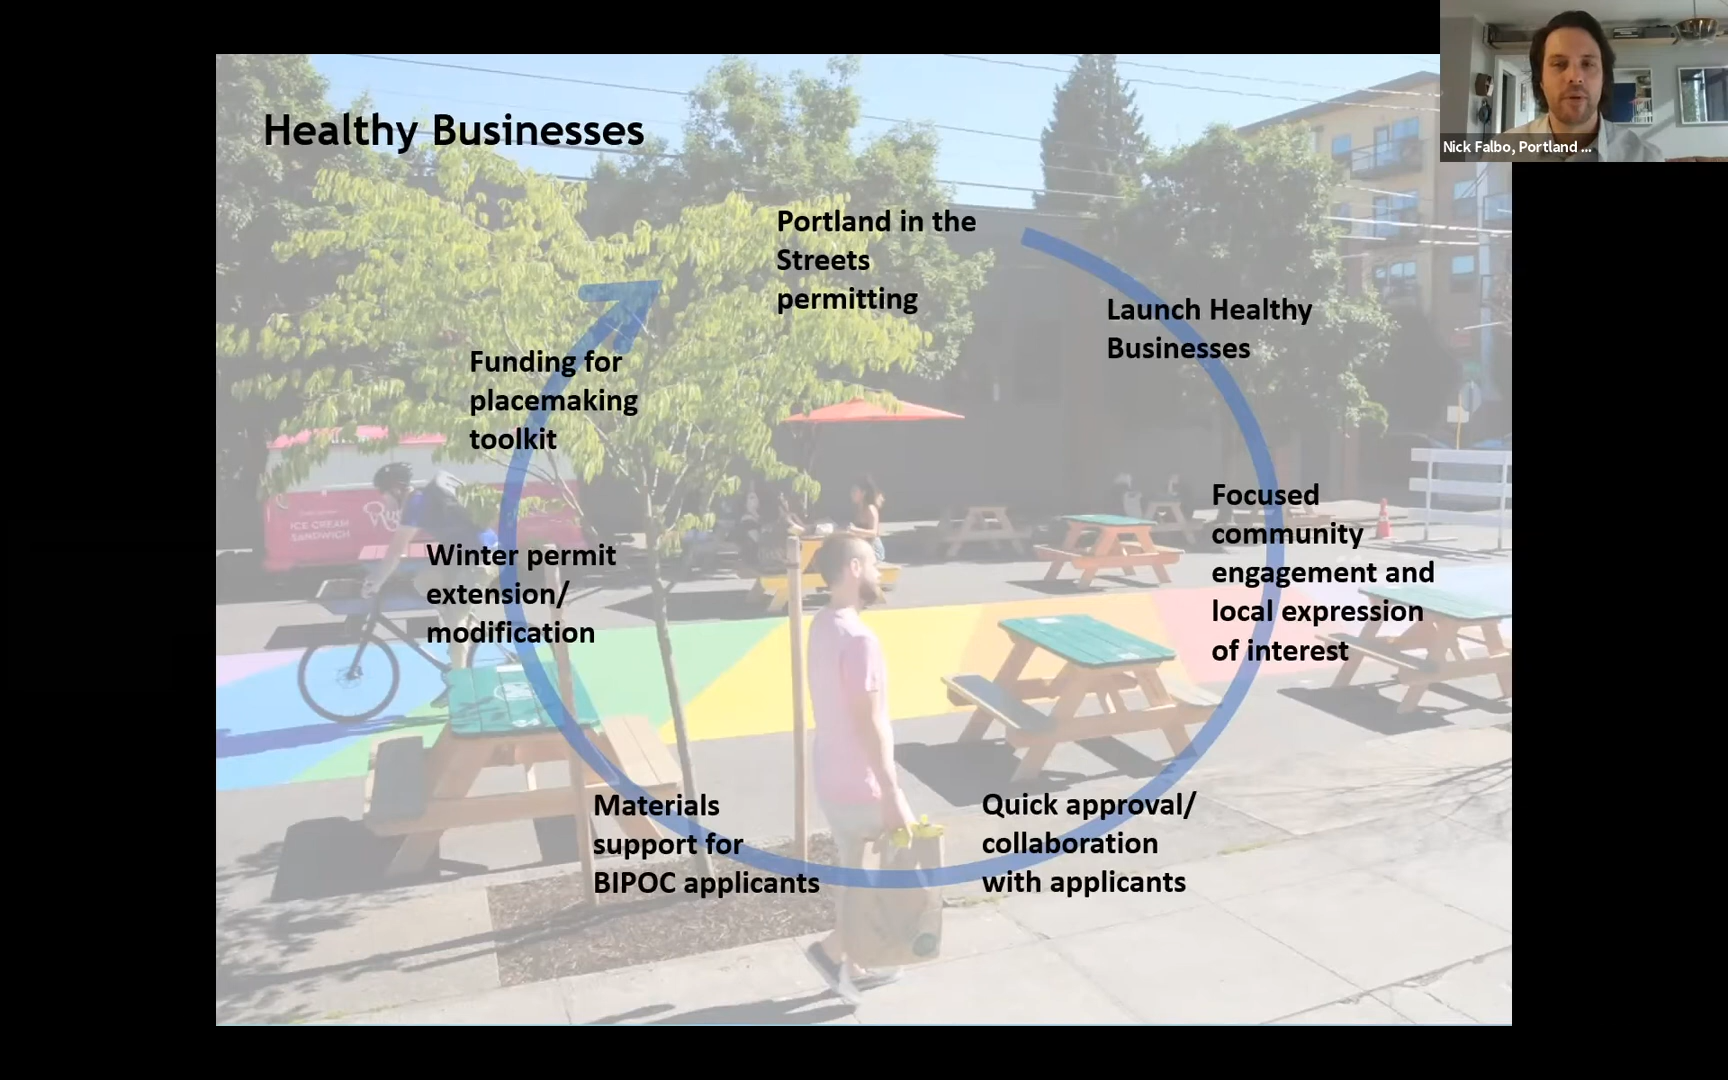 Healthy Businesses
Nick Falbo, Portland ...
Portland in the
Streets
permitting
Launch Healthy
Businesses
Focused
community
engagement and
local expression
of interest
Quick approval/
collaboration
with applicants
Materials
support for
BIPOC applicants
Winter permit
extension/
modification
Funding for
placemaking
toolkit
ICE CREAM
SANDWICH